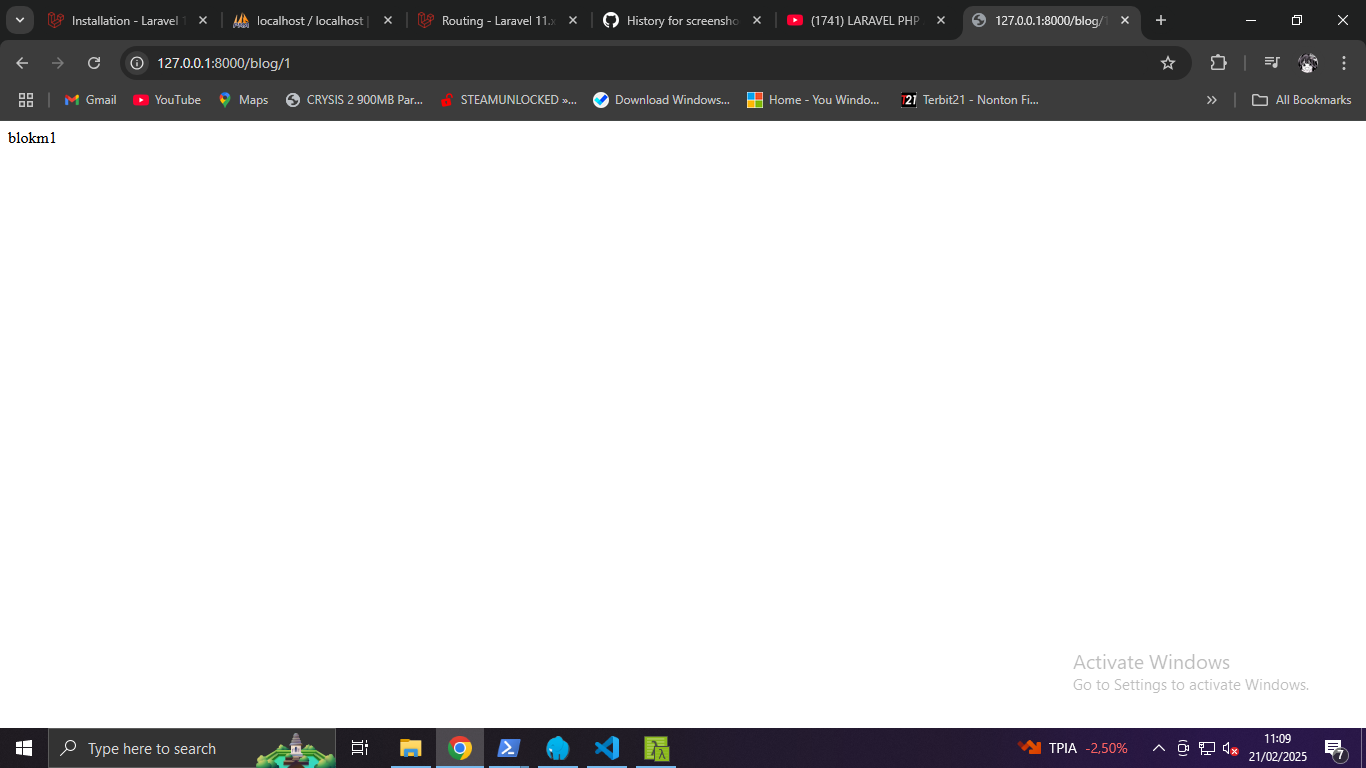 Installation - Laravel 1
localhost / localhost |
Routing - Laravel 11.x
History for screensho
(1741) LARAVEL PHP
127.0.0.1:8000/blog/1
127.0.0.1:8000/blog/1
Gmail
YouTube
Maps
CRYSIS 2 900MB Par...
STEAMUNLOCKED »...
Download Windows...
Home - You Windo...
T21
Terbit21 - Nonton Fi...
»
All Bookmarks
blokm1
Activate Windows
Go to Settings to activate Windows.
Type here to search
TPIA -2,50%
11:09
21/02/2025
7